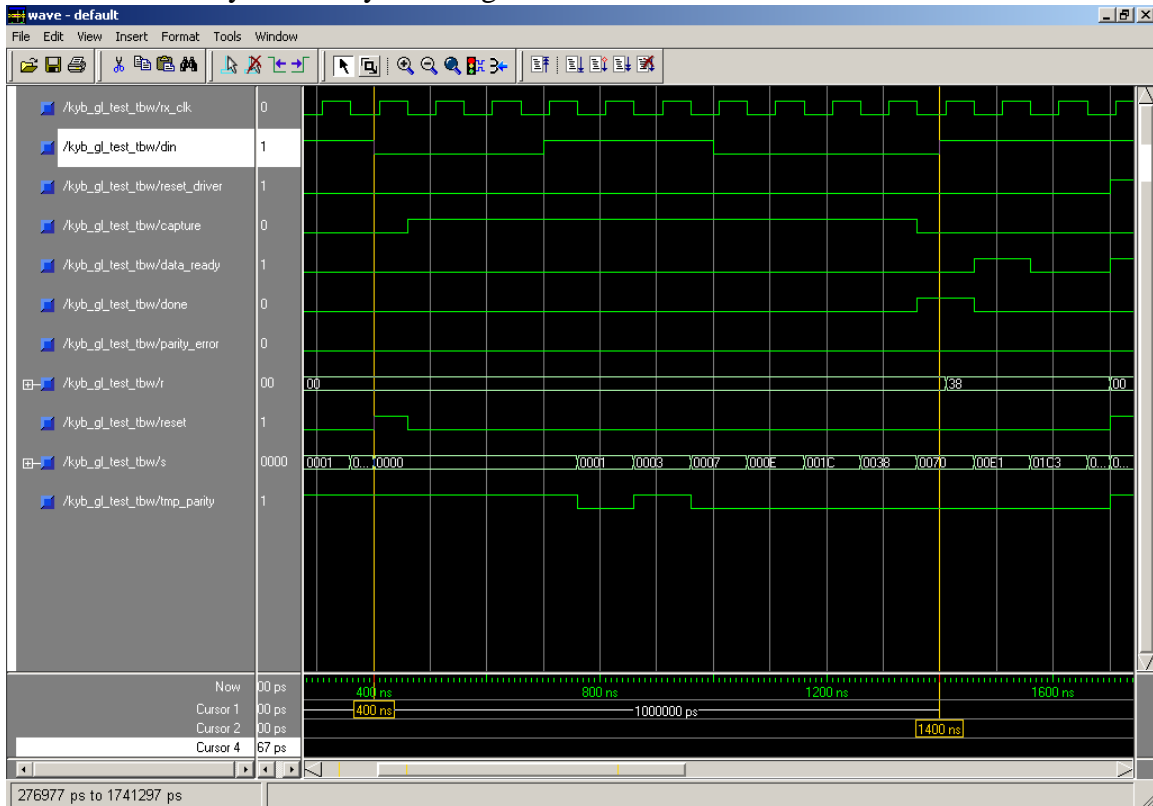 wave - default
File Edit View Insert Format Tools Window
/kyb_gl_test_tbw/rx_clk 0
/kyb_gl_test_tbw/din 1
/kyb_gl_test_tbw/reset_driver 1
/kyb_gl_test_tbw/capture 0
/kyb_gl_test_tbw/data_ready 1
/kyb_gl_test_tbw/done 0
/kyb_gl_test_tbw/parity_error 0
/kyb_gl_test_tbw/r 00 00 38 00
/kyb_gl_test_tbw/reset 1
/kyb_gl_test_tbw/s 0000 0001 0... 0000 0001 0003 0007 000E 001C 0038 0070 00E1 01C3 0... 0...
/kyb_gl_test_tbw/tmp_parity 1
Now 00 ps 400 ns 800 ns 1200 ns 1600 ns
Cursor 1 00 ps 400 ns 1000000 ps
Cursor 2 00 ps 1400 ns
Cursor 4 67 ps
276977 ps to 1741297 ps